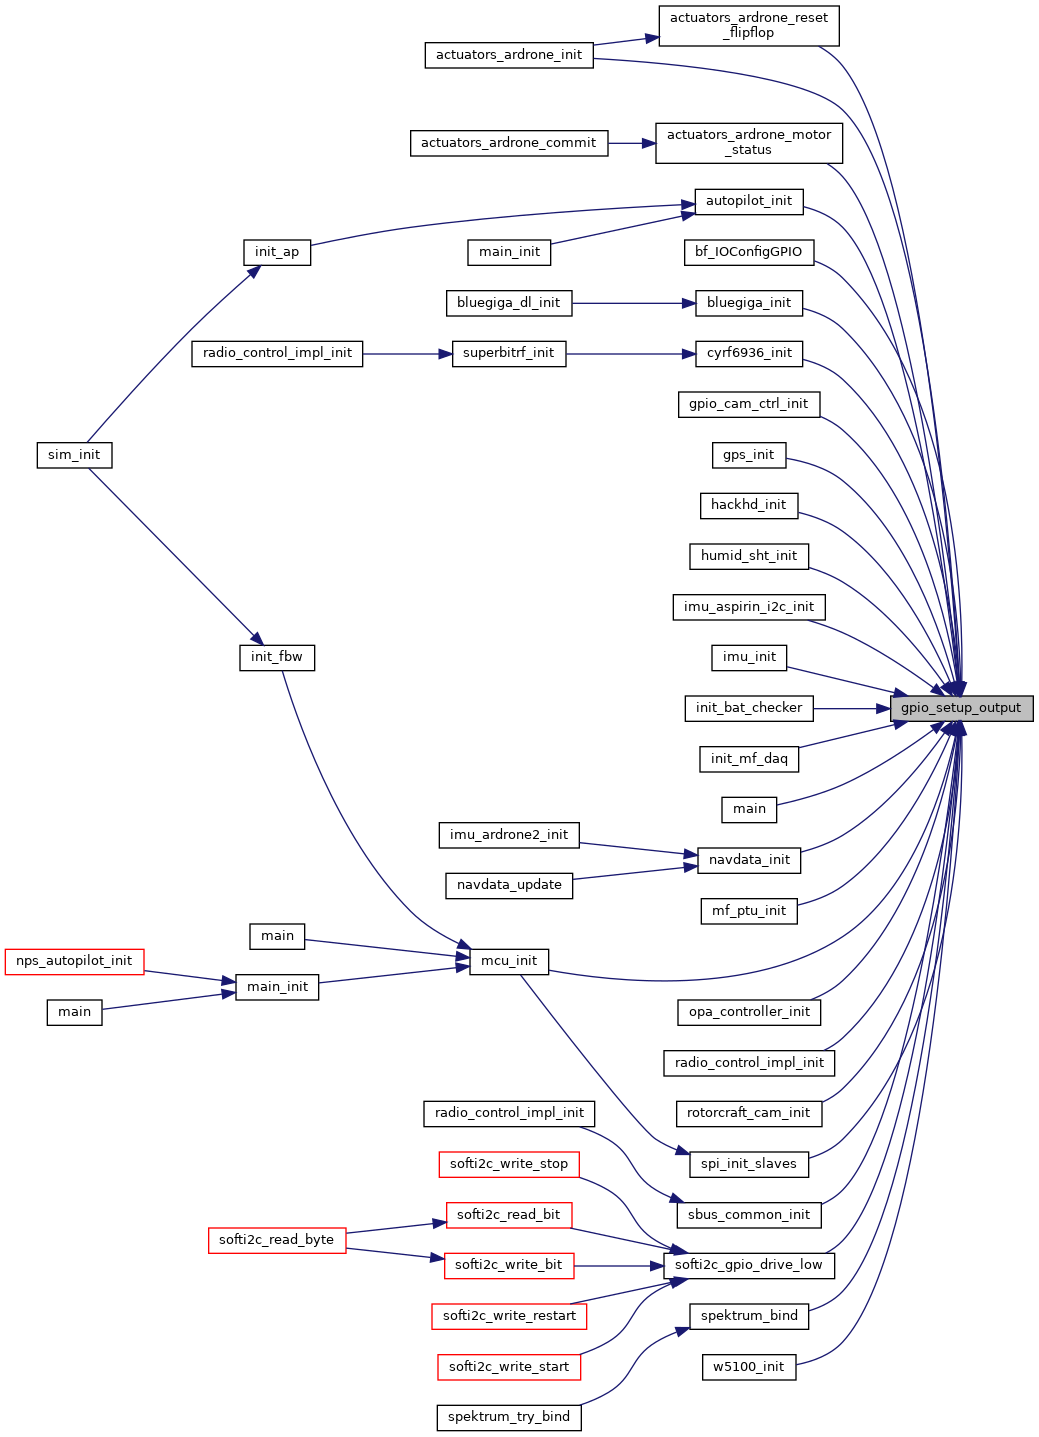 actuators_ardrone_reset
_flipflop
actuators_ardrone_init
actuators_ardrone_motor
_status
actuators_ardrone_commit
autopilot_init
init_ap
main_init
bf_IOConfigGPIO
bluegiga_dl_init
bluegiga_init
radio_control_impl_init
superbitrf_init
cyrf6936_init
gpio_cam_ctrl_init
sim_init
gps_init
hackhd_init
humid_sht_init
imu_aspirin_i2c_init
init_fbw
imu_init
init_bat_checker
gpio_setup_output
init_mf_daq
main
imu_ardrone2_init
navdata_init
navdata_update
mf_ptu_init
main
nps_autopilot_init
mcu_init
main_init
main
opa_controller_init
radio_control_impl_init
radio_control_impl_init
rotorcraft_cam_init
softi2c_write_stop
spi_init_slaves
softi2c_read_bit
sbus_common_init
softi2c_read_byte
softi2c_write_bit
softi2c_gpio_drive_low
softi2c_write_restart
spektrum_bind
softi2c_write_start
w5100_init
spektrum_try_bind